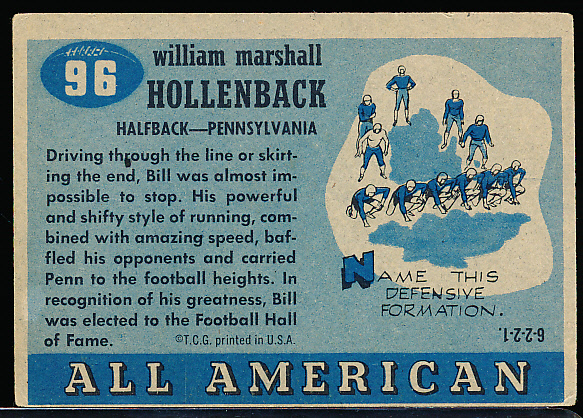 96
william marshall
HOLLENBACK
HALFBACK—PENNSYLVANIA
Driving through the line or skirt-
ing the end, Bill was almost im-
possible to stop. His powerful
and shifty style of running, com-
bined with amazing speed, baf-
fled his opponents and carried
Penn to the football heights. In
recognition of his greatness, Bill
was elected to the Football Hall
of Fame.
©T.C.G. printed in U.S.A.
NAME THIS
DEFENSIVE
FORMATION.
6-2-2-1.
ALL AMERICAN